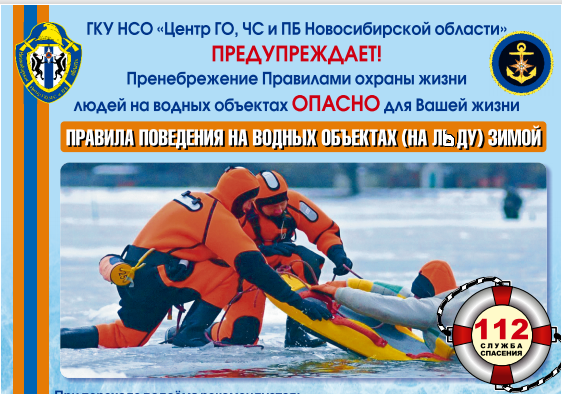 ГКУ НСО «Центр ГО, ЧС и ПБ Новосибирской области»
ПРЕДУПРЕЖДАЕТ!
Пренебрежение Правилами охраны жизни
людей на водных объектах ОПАСНО для Вашей жизни
ПРАВИЛА ПОВЕДЕНИЯ НА ВОДНЫХ ОБЪЕКТАХ (НА ЛЬДУ) ЗИМОЙ
112
СЛУЖБА
СПАСЕНИЯ